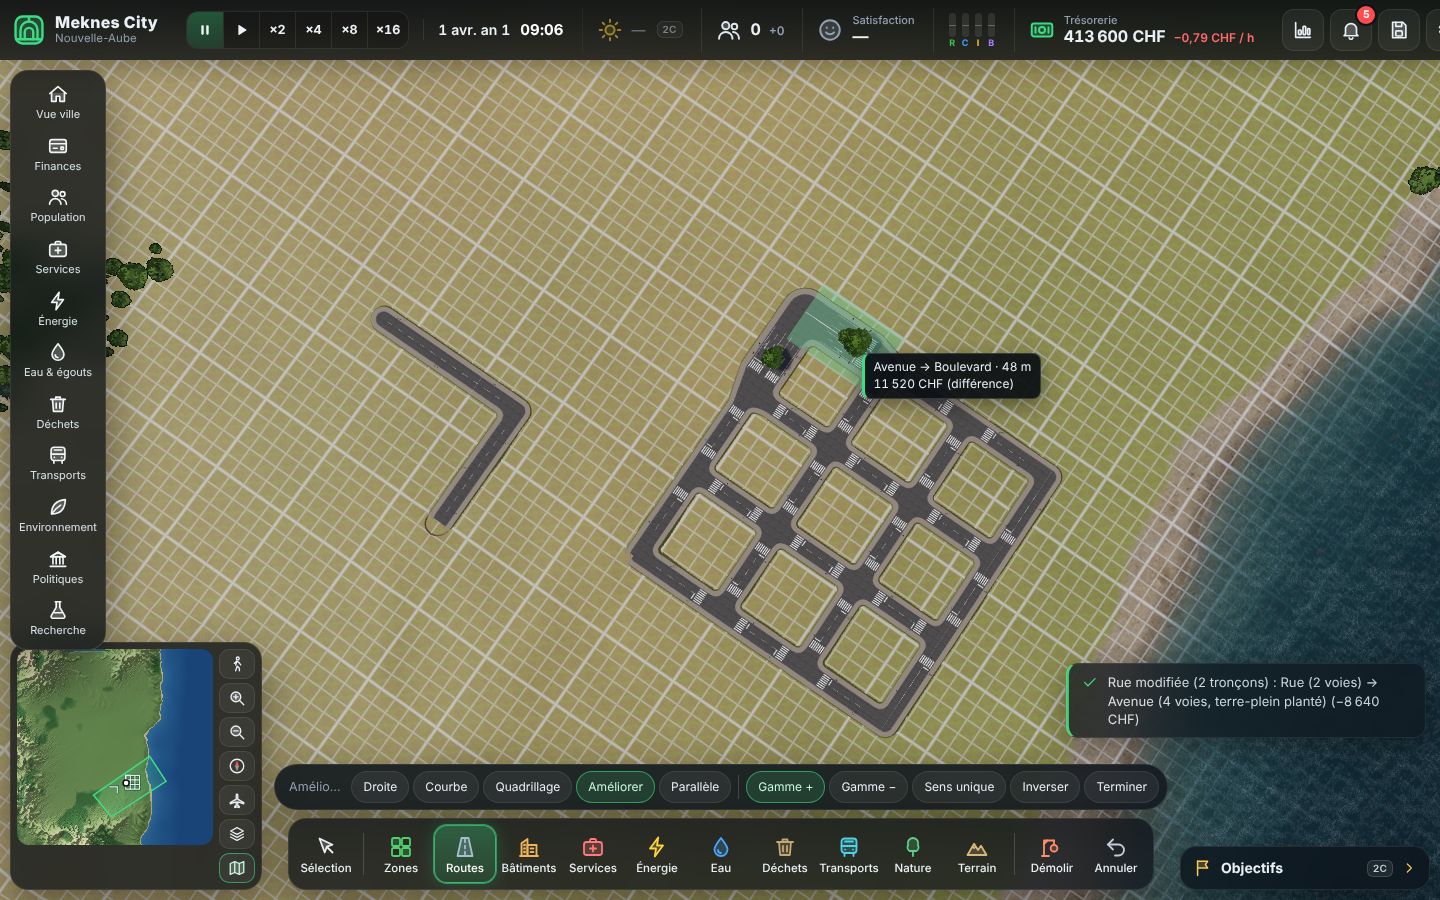 Meknes City
Nouvelle-Aube
×2
×4
×8
×16
1 avr. an 1 09:06
—
2C
0 +0
Satisfaction
—
R C I B
Trésorerie
413 600 CHF −0,79 CHF / h
5
Vue ville
Finances
Population
Services
Énergie
Eau & égouts
Déchets
Transports
Environnement
Politiques
Recherche
Avenue → Boulevard · 48 m
11 520 CHF (différence)
Rue modifiée (2 tronçons) : Rue (2 voies) →
Avenue (4 voies, terre-plein planté) (−8 640
CHF)
Amélio...
Droite
Courbe
Quadrillage
Améliorer
Parallèle
Gamme +
Gamme −
Sens unique
Inverser
Terminer
Sélection
Zones
Routes
Bâtiments
Services
Énergie
Eau
Déchets
Transports
Nature
Terrain
Démolir
Annuler
Objectifs
2C